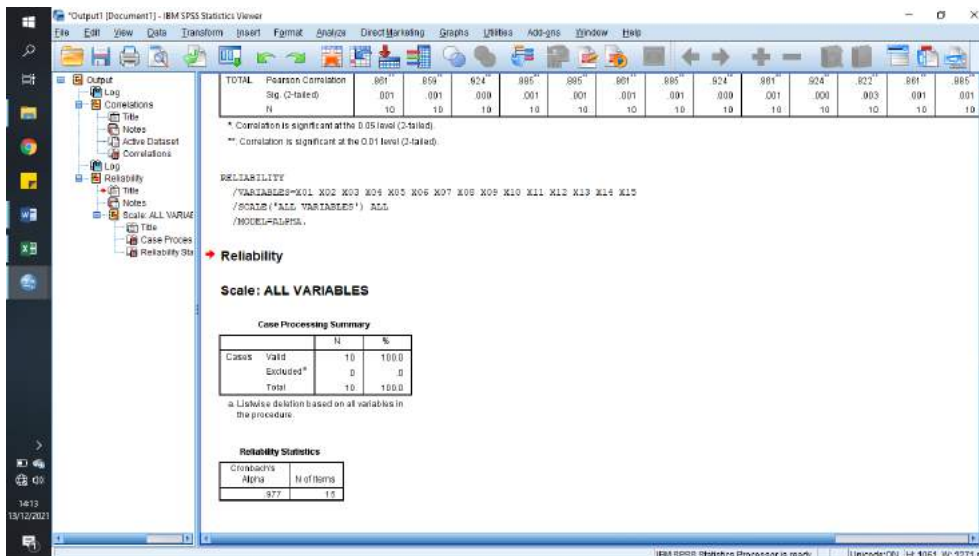 *Output1 [Document1] - IBM SPSS Statistics Viewer
File Edit View Data Transform Insert Format Analyze Direct Marketing Graphs Utilities Add-ons Window Help
Output
Log
Correlations
Title
Notes
Active Dataset
Correlations
Log
Reliability
Title
Notes
Scale: ALL VARIAB
Title
Case Proces
Reliability Sta
TOTAL Pearson Correlation .861** .859** .924** .885** .885** .861** .885** .924** .861** .924** .822** .861** .885**
Sig. (2-tailed) .001 .001 .000 .001 .001 .001 .001 .000 .001 .000 .003 .001 .001
N 10 10 10 10 10 10 10 10 10 10 10 10 10
*. Correlation is significant at the 0.05 level (2-tailed).
**. Correlation is significant at the 0.01 level (2-tailed).
RELIABILITY
/VARIABLES=X01 X02 X03 X04 X05 X06 X07 X08 X09 X10 X11 X12 X13 X14 X15
/SCALE('ALL VARIABLES') ALL
/MODEL=ALPHA.
Reliability
Scale: ALL VARIABLES
Case Processing Summary
N %
Cases Valid 10 100.0
Excluded a 0 .0
Total 10 100.0
a. Listwise deletion based on all variables in
the procedure.
Reliability Statistics
Cronbach's
Alpha N of Items
.977 15
14:13
13/12/2021
IBM SPSS Statistics Processor is ready Unicode:ON H: 1061, W: 1271